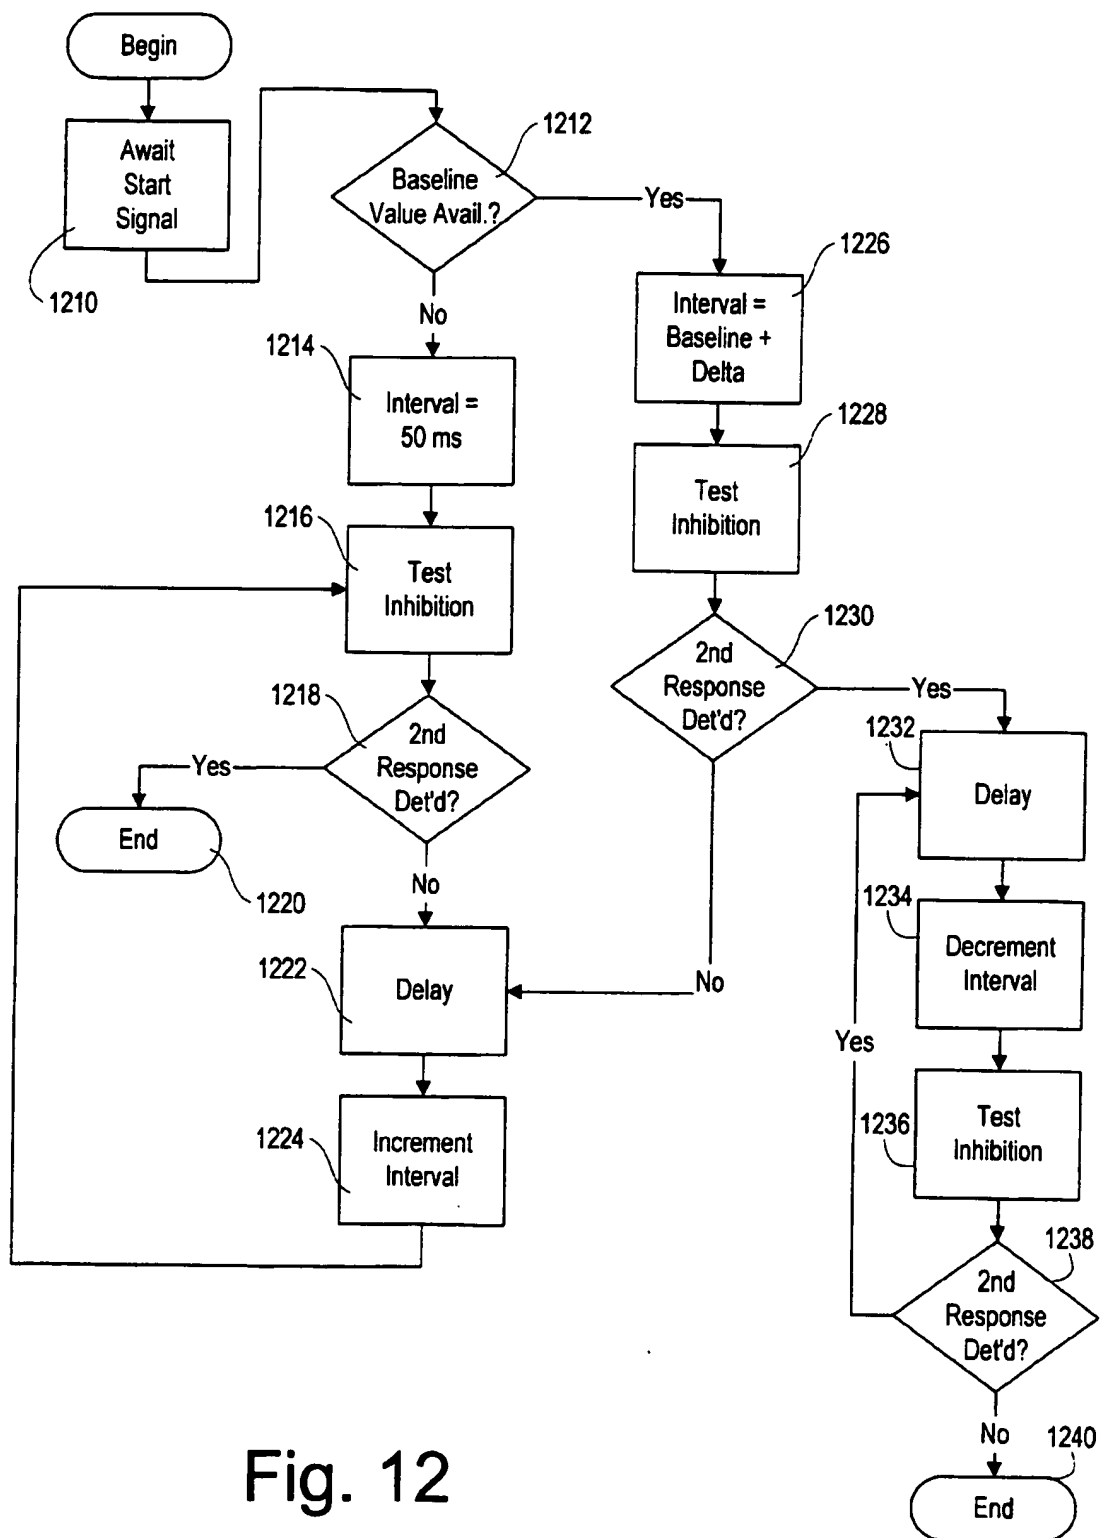 Begin
Await
Start
Signal
1210
1212
Baseline
Value Avail.?
Yes
No
1214
Interval =
50 ms
1216
Test
Inhibition
1218
2nd
Response
Det'd?
Yes
End
1220
No
1222
Delay
1224
Increment
Interval
1226
Interval =
Baseline +
Delta
1228
Test
Inhibition
1230
2nd
Response
Det'd?
Yes
No
1232
Delay
1234
Decrement
Interval
Yes
1236
Test
Inhibition
1238
2nd
Response
Det'd?
No
1240
End
Fig. 12